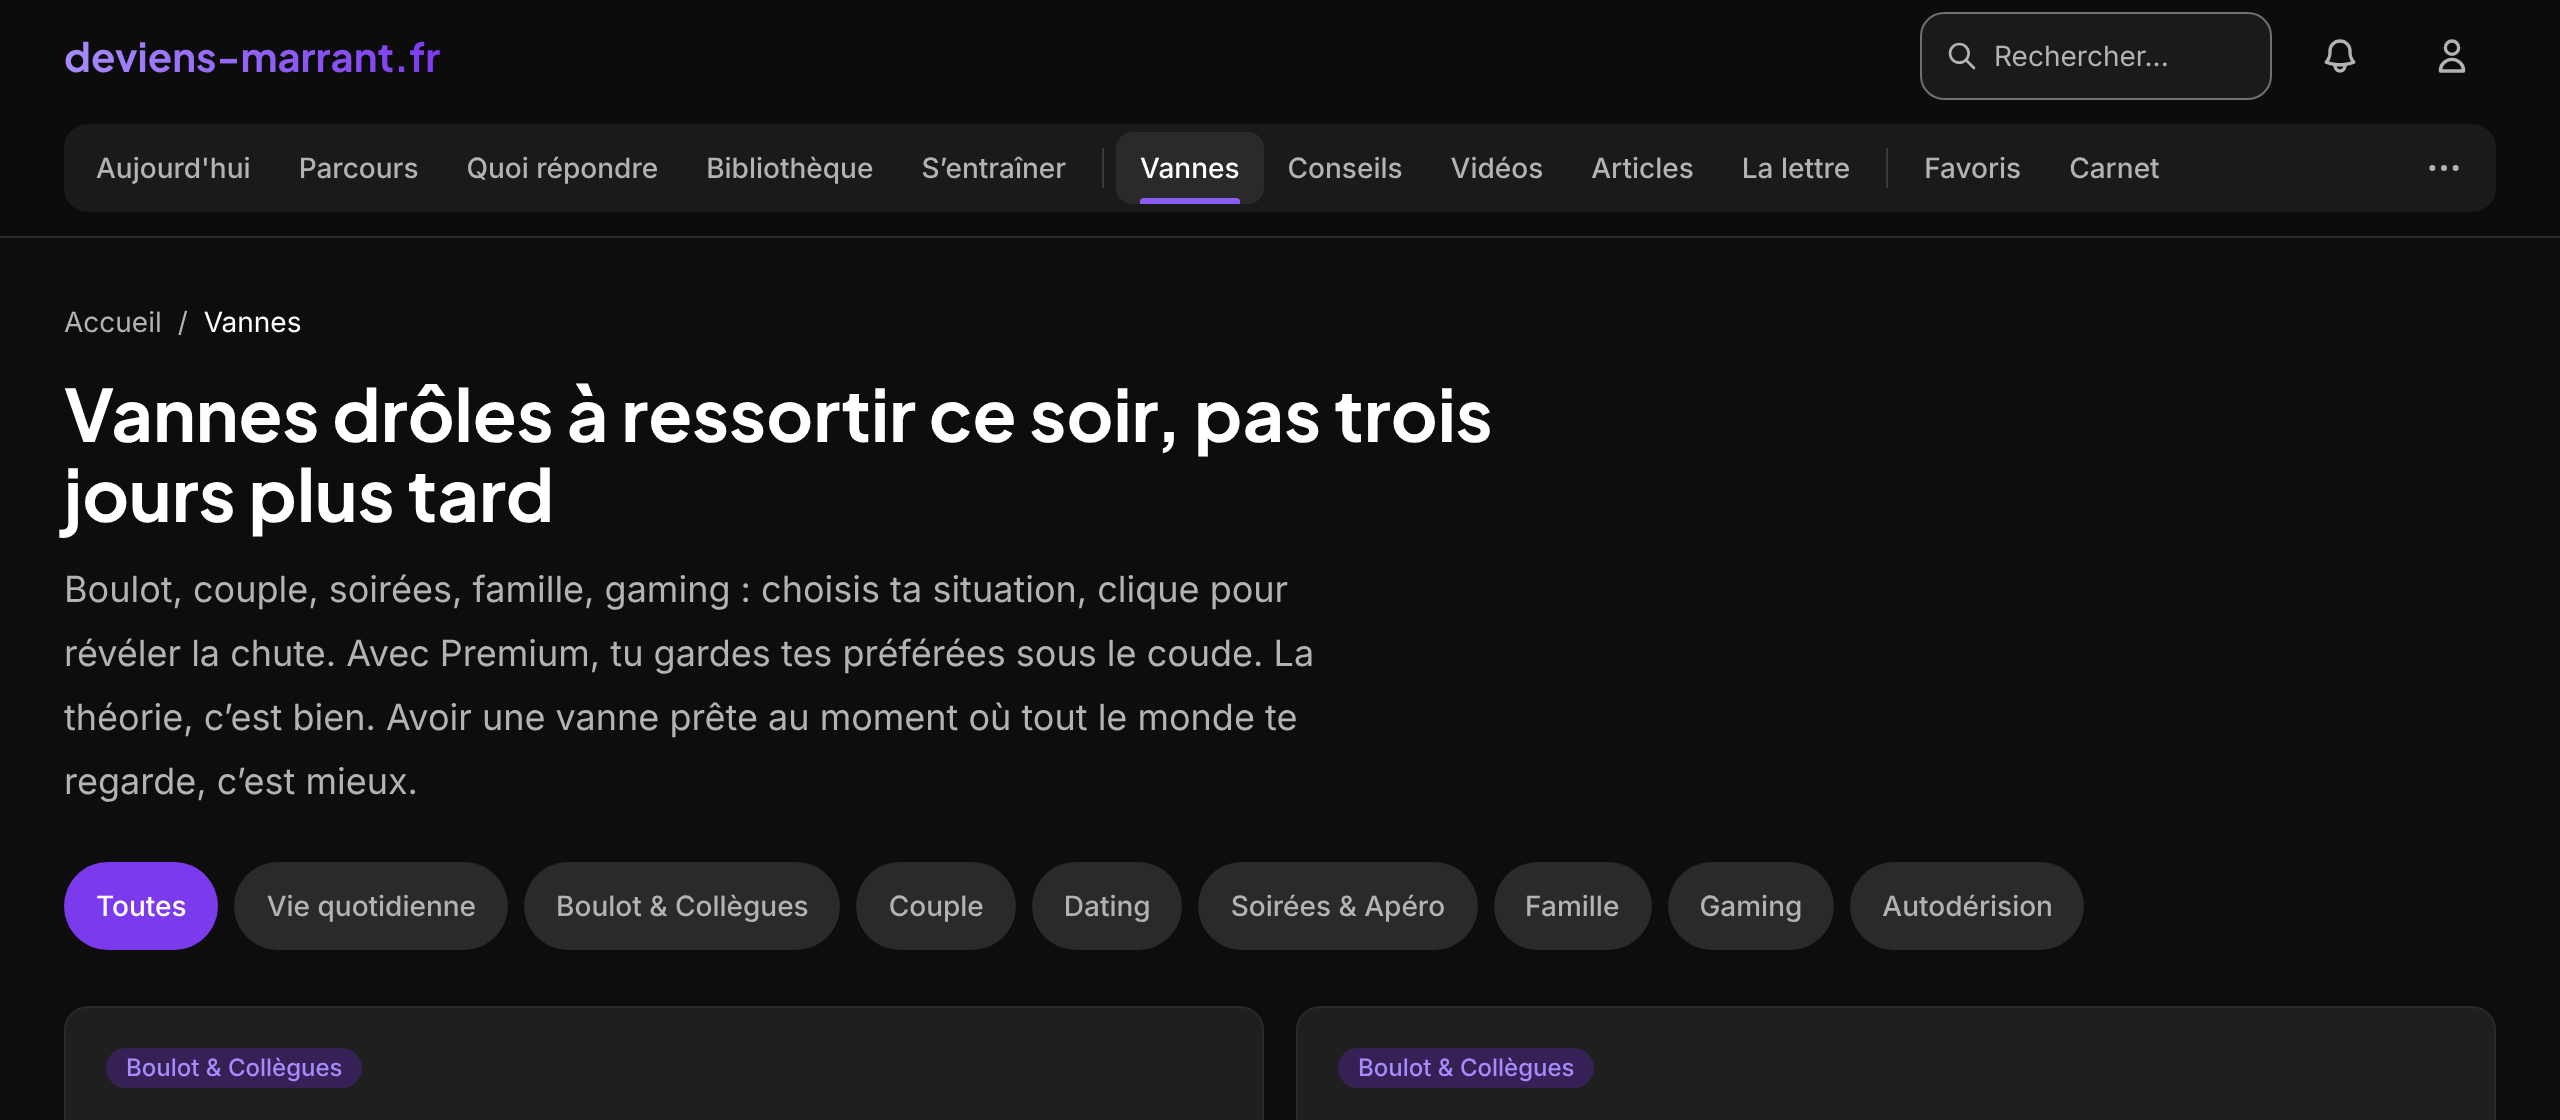 deviens-marrant.fr
Rechercher...
Aujourd'hui Parcours Quoi répondre Bibliothèque S’entraîner Vannes Conseils Vidéos Articles La lettre Favoris Carnet
Accueil / Vannes
Vannes drôles à ressortir ce soir, pas trois
jours plus tard
Boulot, couple, soirées, famille, gaming : choisis ta situation, clique pour
révéler la chute. Avec Premium, tu gardes tes préférées sous le coude. La
théorie, c’est bien. Avoir une vanne prête au moment où tout le monde te
regarde, c’est mieux.
Toutes Vie quotidienne Boulot & Collègues Couple Dating Soirées & Apéro Famille Gaming Autodérision
Boulot & Collègues Boulot & Collègues